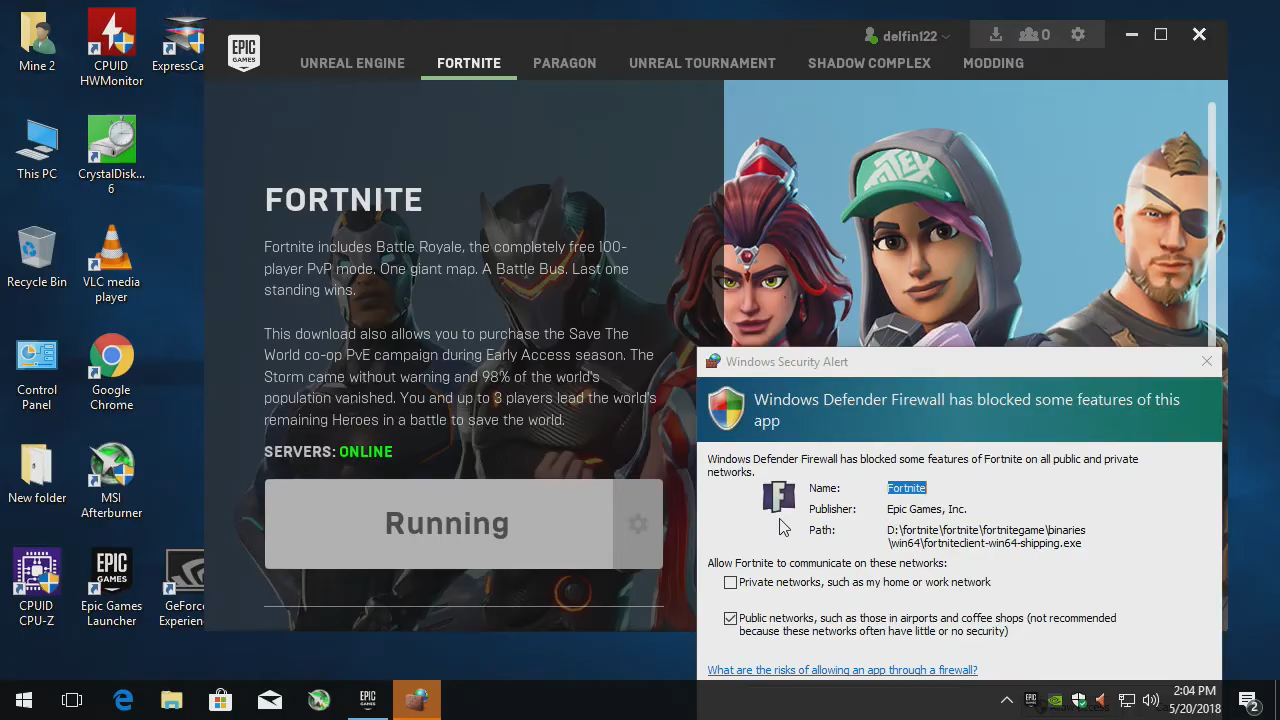 Mine 2
CPUID
HWMonitor
ExpressCa...
This PC
CrystalDisk...
6
Recycle Bin
VLC media
player
Control
Panel
Google
Chrome
New folder
MSI
Afterburner
CPUID
CPU-Z
Epic Games
Launcher
GeForce
Experien...
EPIC
GAMES
delfin122
0
UNREAL ENGINE
FORTNITE
PARAGON
UNREAL TOURNAMENT
SHADOW COMPLEX
MODDING
FORTNITE
Fortnite includes Battle Royale, the completely free 100-
player PvP mode. One giant map. A Battle Bus. Last one
standing wins.
This download also allows you to purchase the Save The
World co-op PvE campaign during Early Access season. The
Storm came without warning and 98% of the world's
population vanished. You and up to 3 players lead the world's
remaining Heroes in a battle to save the world.
SERVERS: ONLINE
Running
Windows Security Alert
Windows Defender Firewall has blocked some features of this
app
Windows Defender Firewall has blocked some features of Fortnite on all public and private
networks.
Name: Fortnite
Publisher: Epic Games, Inc.
Path: D:\fortnite\fortnite\fortnitegame\binaries
\win64\fortniteclient-win64-shipping.exe
Allow Fortnite to communicate on these networks:
Private networks, such as my home or work network
Public networks, such as those in airports and coffee shops (not recommended
because these networks often have little or no security)
What are the risks of allowing an app through a firewall?
2:04 PM
5/20/2018
2